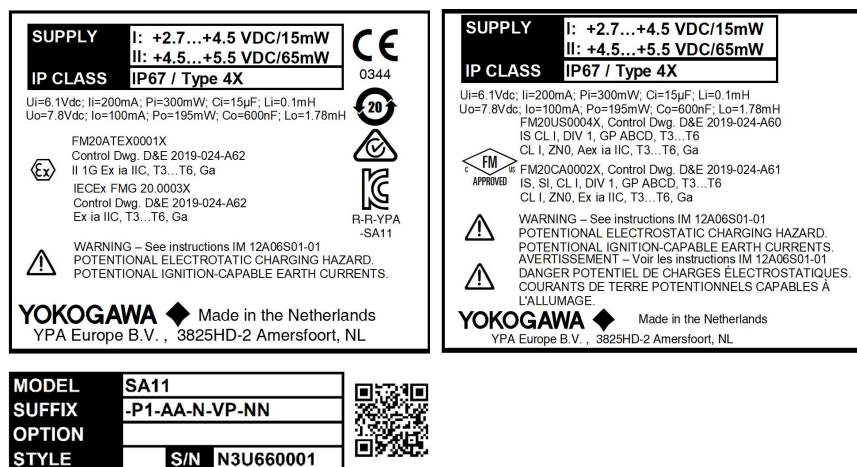 SUPPLY I: +2.7...+4.5 VDC/15mW
II: +4.5...+5.5 VDC/65mW
IP CLASS IP67 / Type 4X
Ui=6.1Vdc; Ii=200mA; Pi=300mW; Ci=15µF; Li=0.1mH
Uo=7.8Vdc; Io=100mA; Po=195mW; Co=600nF; Lo=1.78mH
FM20ATEX0001X
Control Dwg. D&E 2019-024-A62
II 1G Ex ia IIC, T3...T6, Ga
IECEx FMG 20.0003X
Control Dwg. D&E 2019-024-A62
Ex ia IIC, T3...T6, Ga
WARNING – See instructions IM 12A06S01-01
POTENTIAL ELECTROTATIC CHARGING HAZARD.
POTENTIAL IGNITION-CAPABLE EARTH CURRENTS.
CE
0344
20
R-R-YPA
-SA11
YOKOGAWA Made in the Netherlands
YPA Europe B.V. , 3825HD-2 Amersfoort, NL
SUPPLY I: +2.7...+4.5 VDC/15mW
II: +4.5...+5.5 VDC/65mW
IP CLASS IP67 / Type 4X
Ui=6.1Vdc; Ii=200mA; Pi=300mW; Ci=15µF; Li=0.1mH
Uo=7.8Vdc; Io=100mA; Po=195mW; Co=600nF; Lo=1.78mH
FM20US0004X, Control Dwg. D&E 2019-024-A60
IS CL I, DIV 1, GP ABCD, T3...T6
CL I, ZN0, Aex ia IIC, T3...T6, Ga
C FM US
APPROVED
FM20CA0002X, Control Dwg. D&E 2019-024-A61
IS, SI, CL I, DIV 1, GP ABCD, T3...T6
CL I, ZN0, Ex ia IIC, T3...T6, Ga
WARNING – See instructions IM 12A06S01-01
POTENTIAL ELECTROSTATIC CHARGING HAZARD.
POTENTIAL IGNITION-CAPABLE EARTH CURRENTS.
AVERTISSEMENT – Voir les instructions IM 12A06S01-01
DANGER POTENTIEL DE CHARGES ÉLECTROSTATIQUES.
COURANTS DE TERRE POTENTIONNELS CAPABLES À
L'ALLUMAGE.
YOKOGAWA Made in the Netherlands
YPA Europe B.V. , 3825HD-2 Amersfoort, NL
MODEL SA11
SUFFIX -P1-AA-N-VP-NN
OPTION
STYLE S/N N3U660001